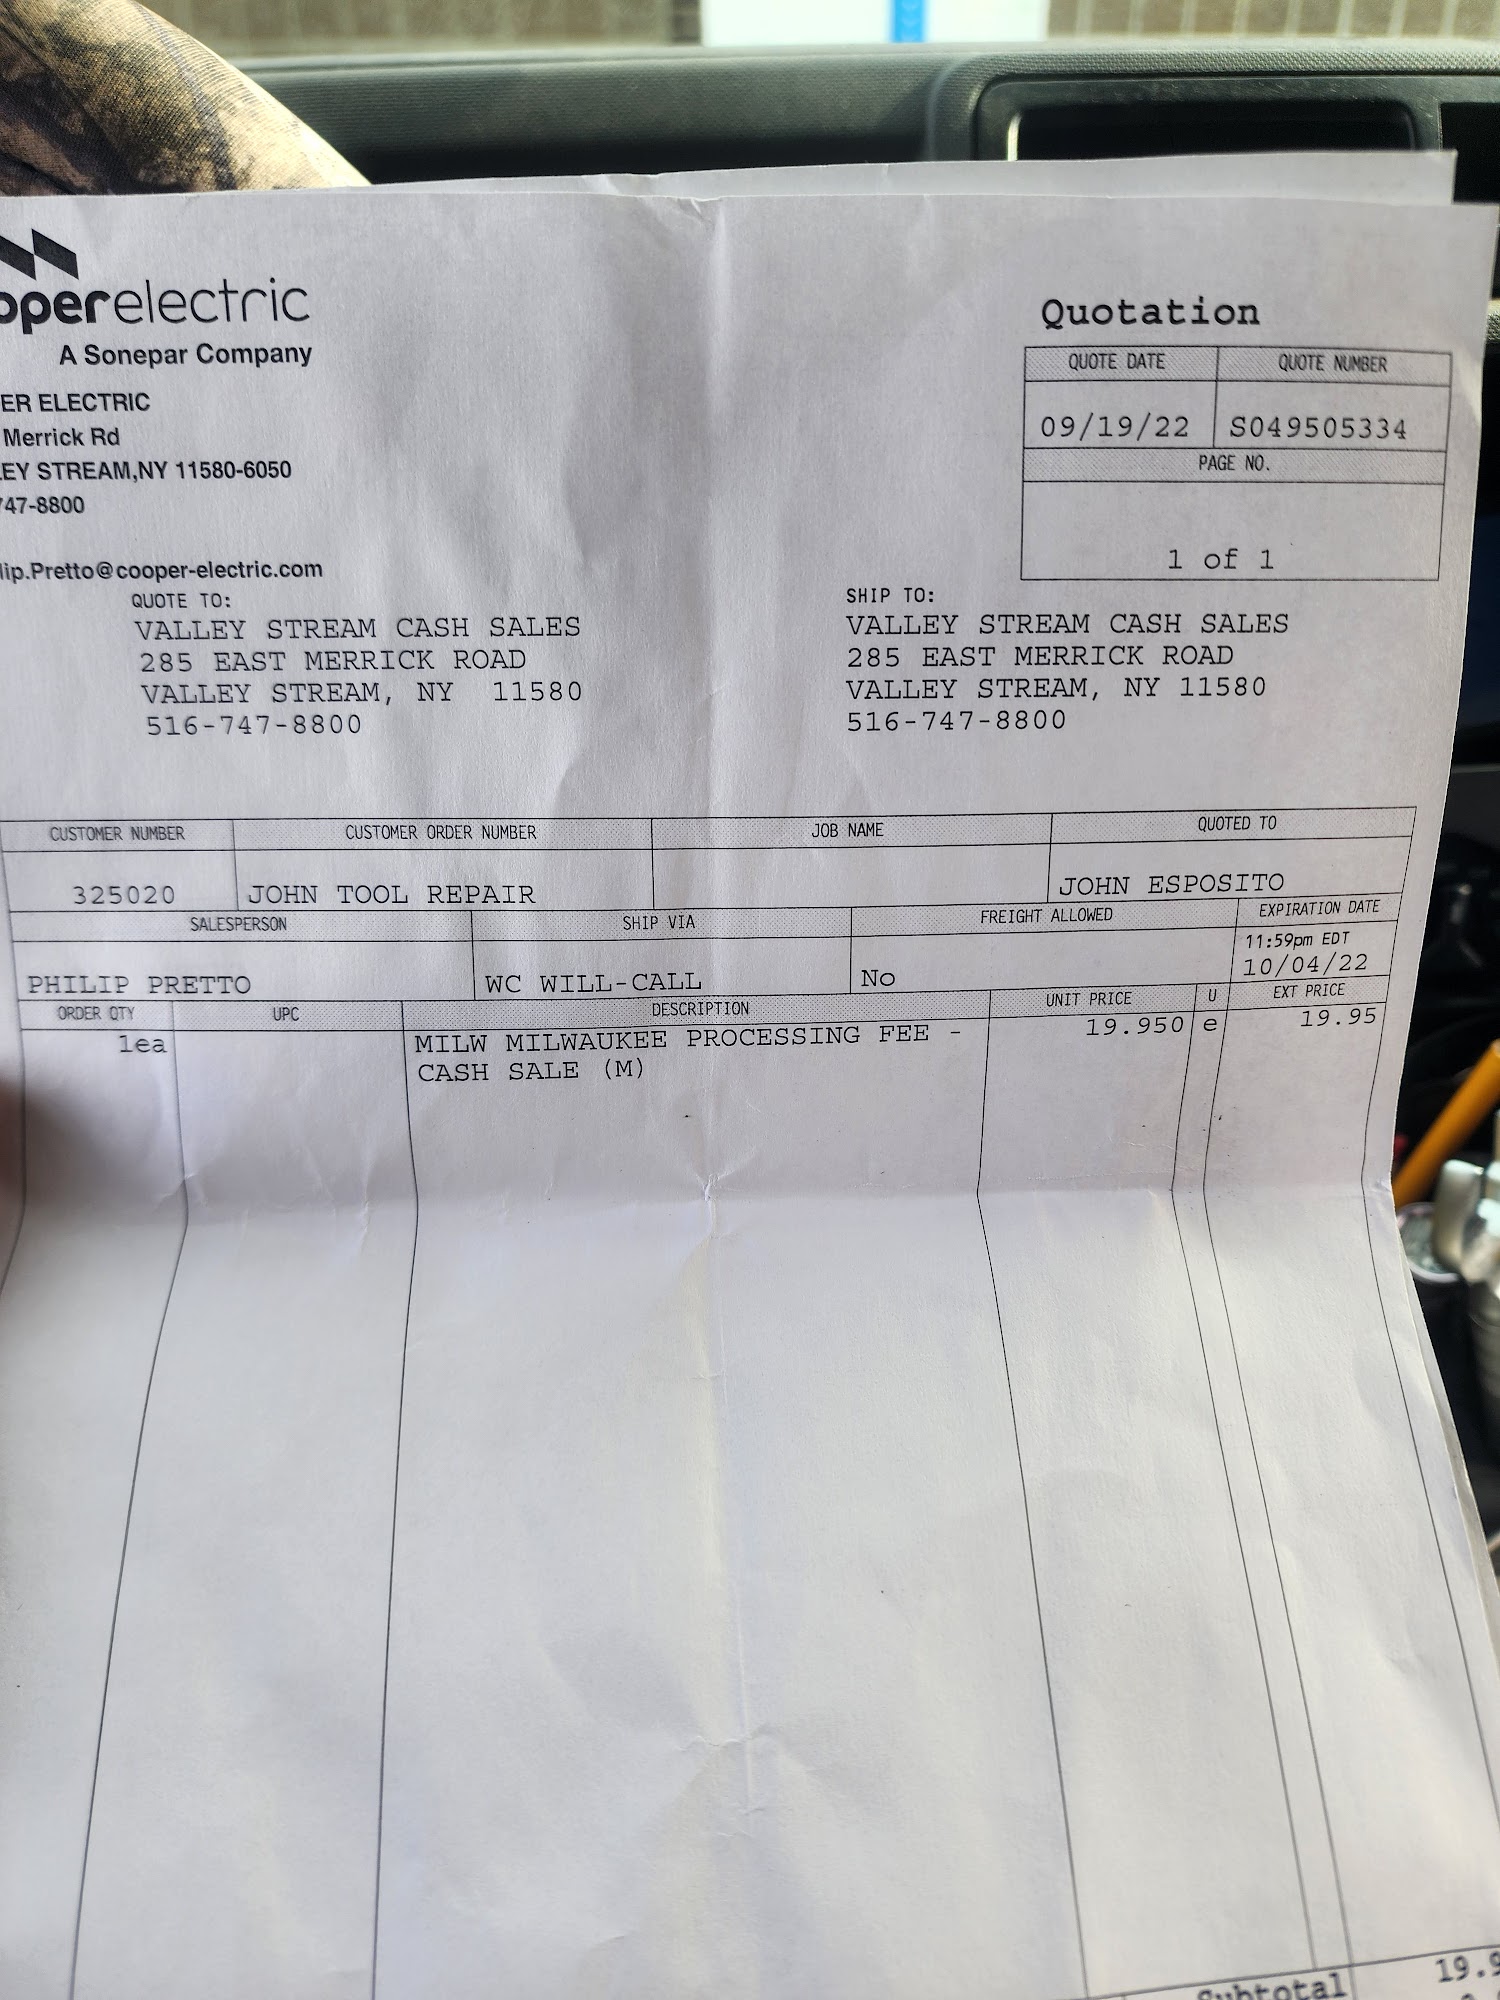 operelectric
A Sonepar Company
ER ELECTRIC
Merrick Rd
LEY STREAM,NY 11580-6050
747-8800
lip.Pretto@cooper-electric.com
Quotation
QUOTE DATE QUOTE NUMBER
09/19/22 S049505334
PAGE NO.
1 of 1
QUOTE TO:
VALLEY STREAM CASH SALES
285 EAST MERRICK ROAD
VALLEY STREAM, NY 11580
516-747-8800
SHIP TO:
VALLEY STREAM CASH SALES
285 EAST MERRICK ROAD
VALLEY STREAM, NY 11580
516-747-8800
CUSTOMER NUMBER CUSTOMER ORDER NUMBER JOB NAME QUOTED TO
325020 JOHN TOOL REPAIR JOHN ESPOSITO
SALESPERSON SHIP VIA FREIGHT ALLOWED EXPIRATION DATE
PHILIP PRETTO WC WILL-CALL No 11:59pm EDT
10/04/22
ORDER QTY UPC DESCRIPTION UNIT PRICE U EXT PRICE
1ea MILW MILWAUKEE PROCESSING FEE - 19.950 e 19.95
CASH SALE (M)
Subtotal 19.9